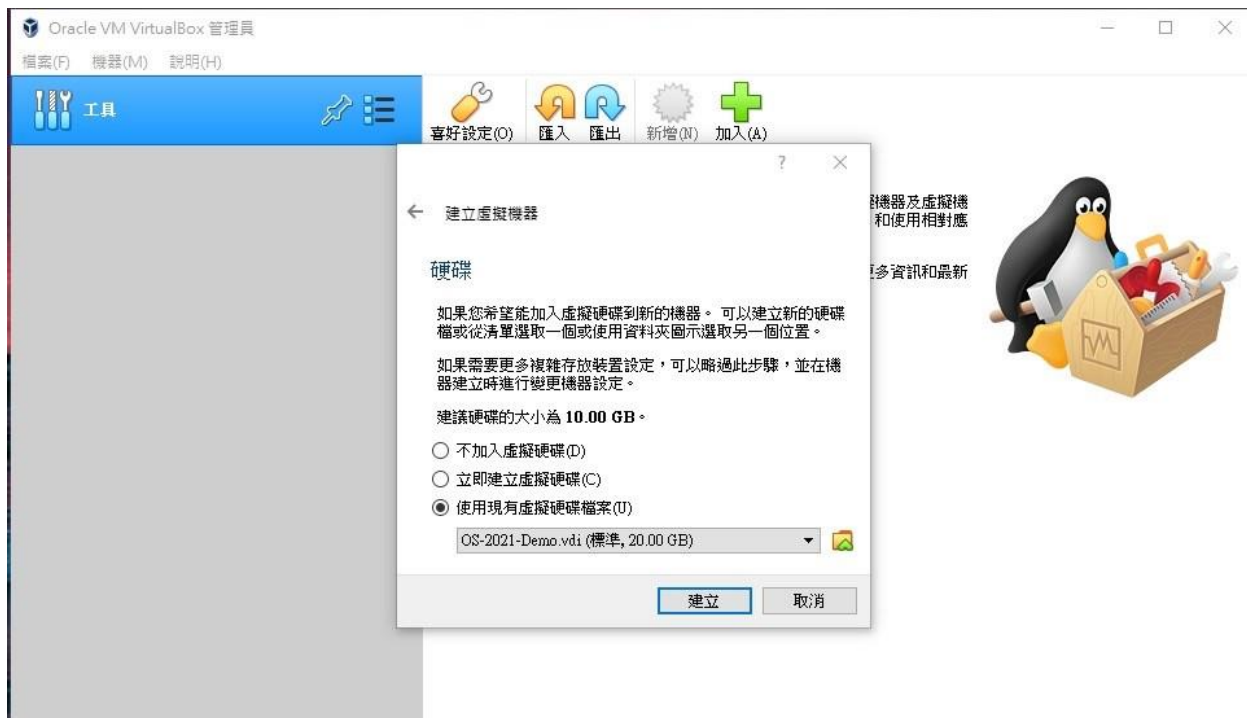 Oracle VM VirtualBox 管理員
檔案(F) 機器(M) 說明(H)
工具
喜好設定(O) 匯入 匯出 新增(N) 加入(A)
?
建立虛擬機器
機器及虛擬機
和使用相對應
多資訊和最新
硬碟
如果您希望能加入虛擬硬碟到新的機器。 可以建立新的硬碟
檔或從清單選取一個或使用資料夾圖示選取另一個位置。
如果需要更多複雜存放裝置設定，可以略過此步驟，並在機
器建立時進行變更機器設定。
建議硬碟的大小為 10.00 GB。
不加入虛擬硬碟(D)
立即建立虛擬硬碟(C)
使用現有虛擬硬碟檔案(U)
OS-2021-Demo.vdi (標準, 20.00 GB)
建立 取消